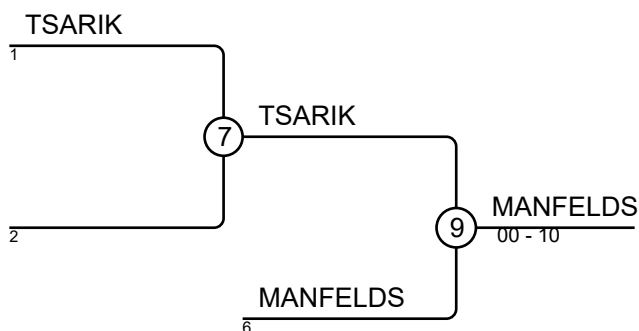 TSARIK
1
7
TSARIK
2
9
MANFELDS
00 - 10
MANFELDS
6